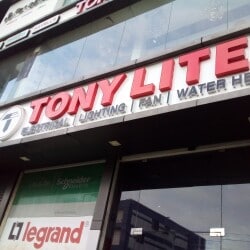 TONY LITE
ELECTRICAL | LIGHTING | FAN | WATER HE
Schneider
legrand